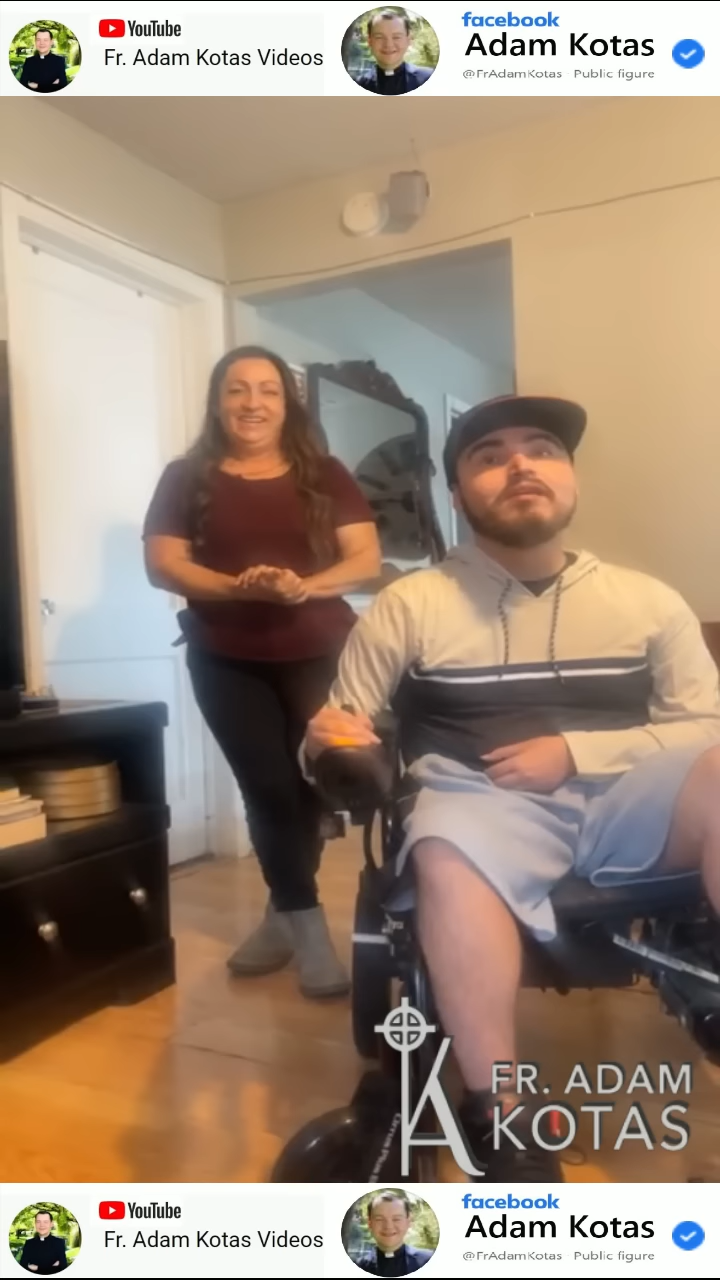 YouTube
Fr. Adam Kotas Videos
facebook
Adam Kotas
@FrAdamKotas · Public figure
FR. ADAM
KOTAS
YouTube
Fr. Adam Kotas Videos
facebook
Adam Kotas
@FrAdamKotas · Public figure